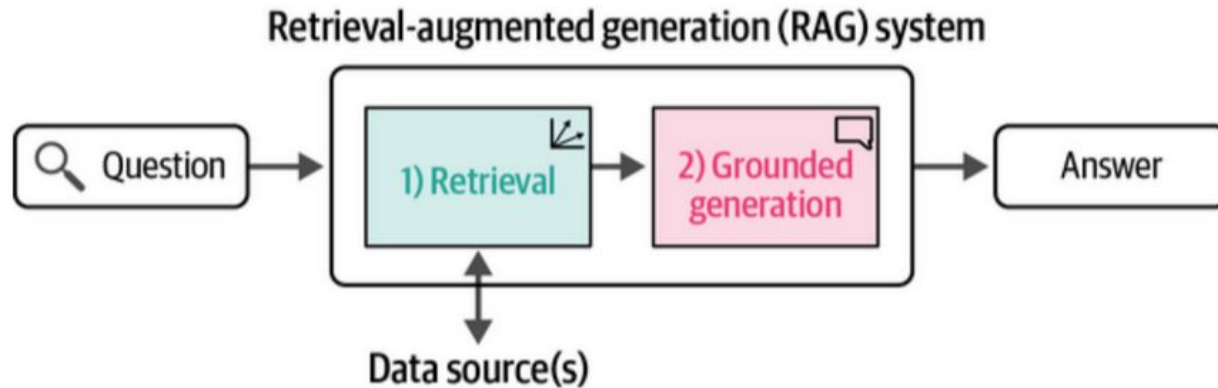 Retrieval-augmented generation (RAG) system
Question
1) Retrieval
2) Grounded
generation
Answer
Data source(s)